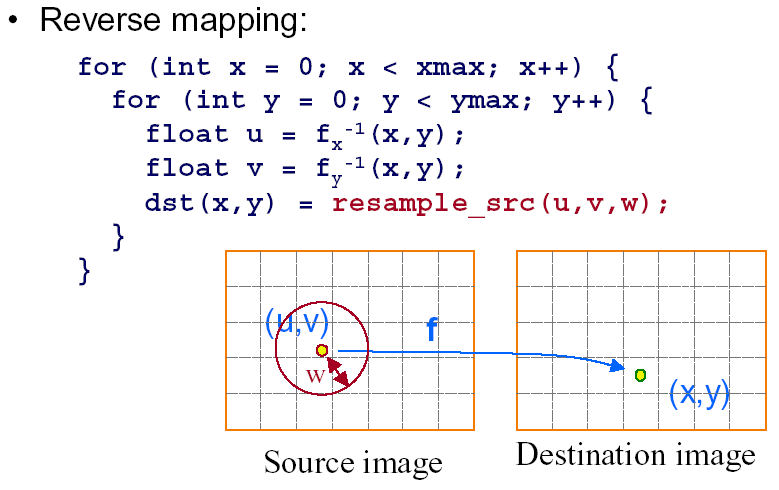 • Reverse mapping:
for (int x = 0; x < xmax; x++) {
for (int y = 0; y < ymax; y++) {
float u = fx-1(x,y);
float v = fy-1(x,y);
dst(x,y) = resample_src(u,v,w);
}
}
(u,v)
f
w
(x,y)
Source image
Destination image